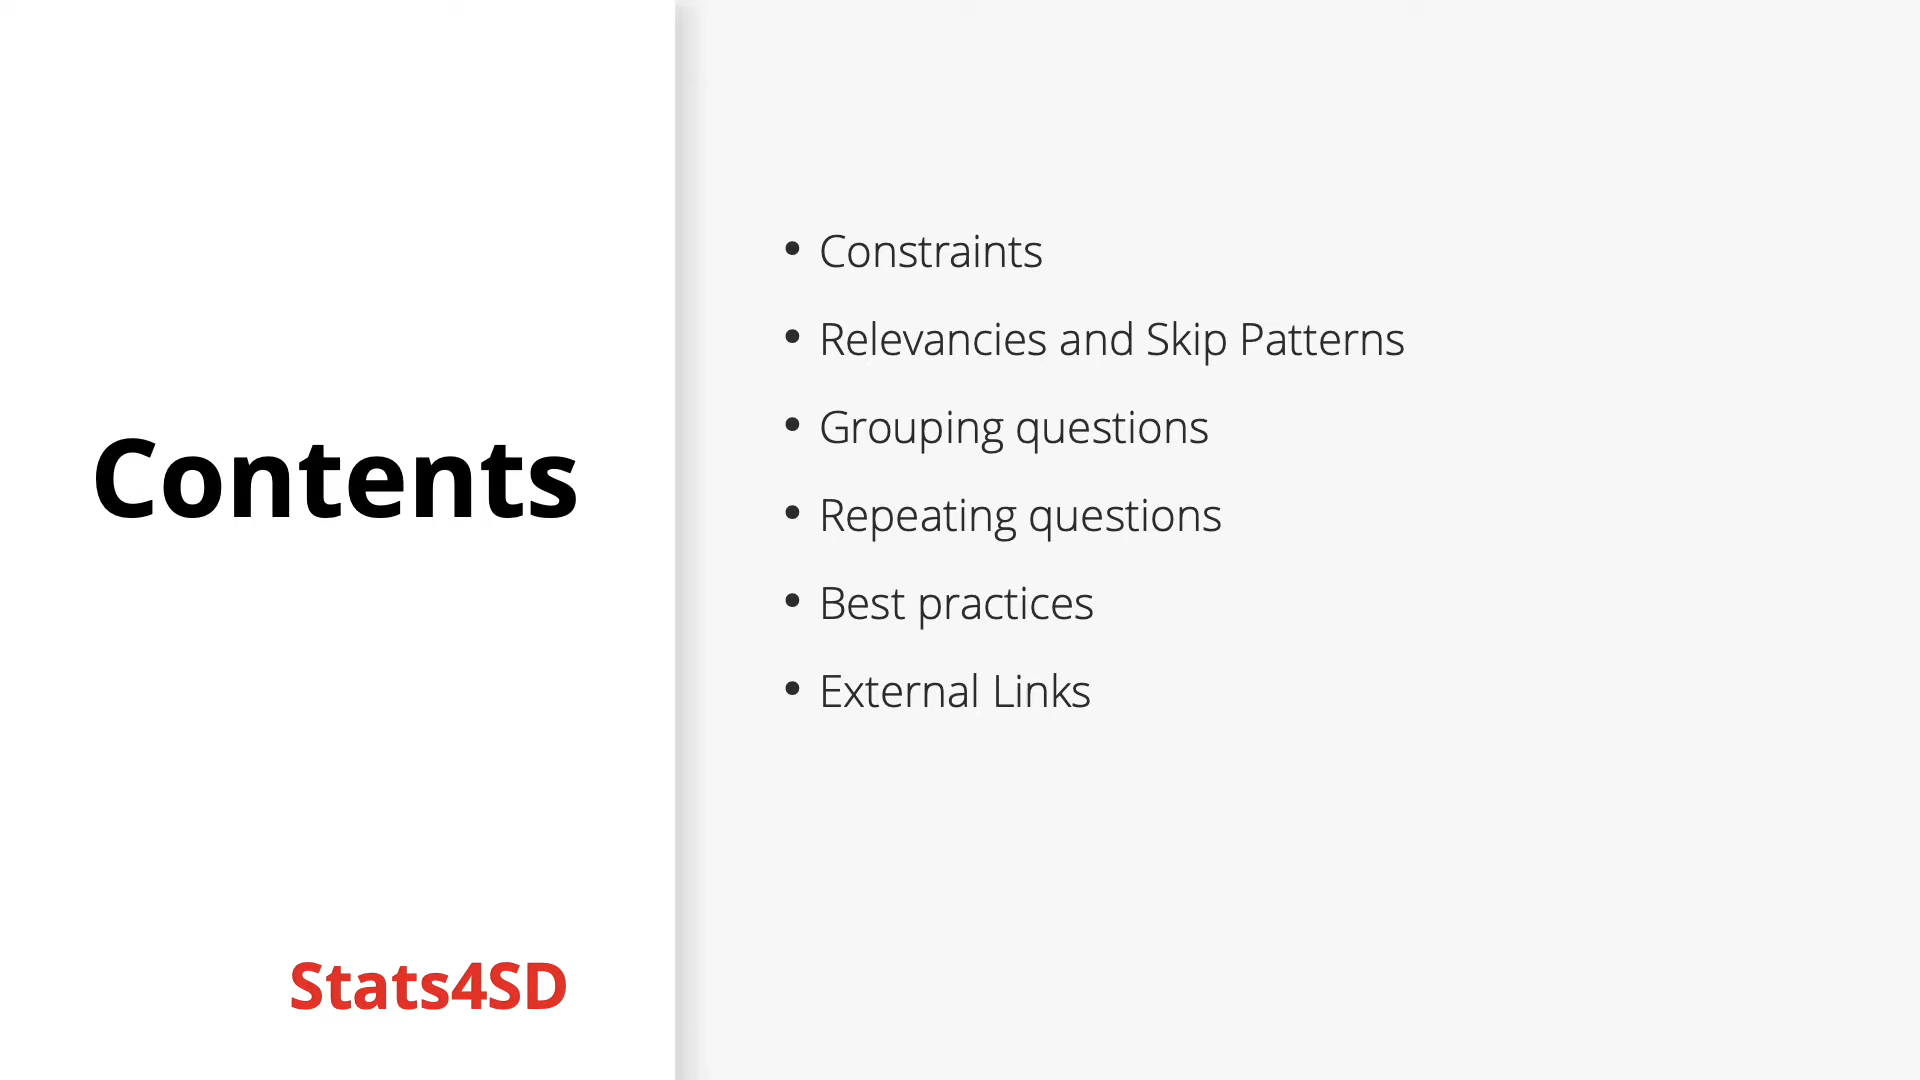 Contents
Stats4SD
• Constraints
• Relevancies and Skip Patterns
• Grouping questions
• Repeating questions
• Best practices
• External Links